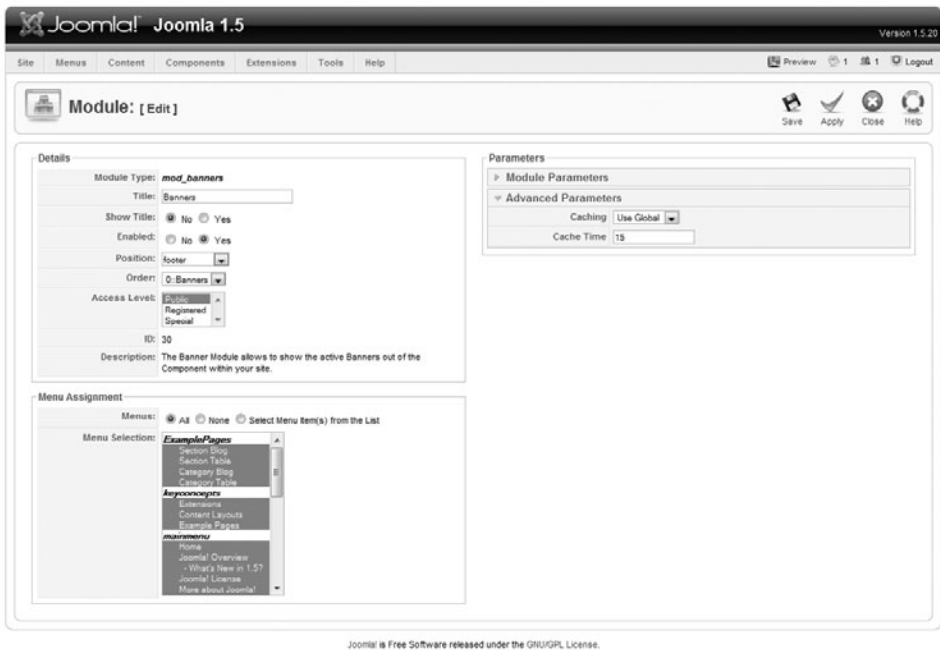 Joomla! Joomla 1.5
Version 1.5.20
Site Menus Content Components Extensions Tools Help
Preview 1 1 Logout
Module: [ Edit ]
Save Apply Close Help
Details
Module Type: mod_banners
Title: Banners
Show Title: No Yes
Enabled: No Yes
Position: footer
Order: 0::Banners
Access Level: Public
Registered
Special
ID: 30
Description: The Banner Module allows to show the active Banners out of the
Component within your site.
Parameters
Module Parameters
Advanced Parameters
Caching Use Global
Cache Time 15
Menu Assignment
Menus: All None Select Menu Item(s) from the List
Menu Selection: ExamplePages
Section Blog
Section Table
Category Blog
Category Table
keyconcepts
Extensions
Content Layouts
Example Pages
mainmenu
Home
Joomla! Overview
- What's New in 1.5?
Joomla! License
More about Joomla!
Joomla! is Free Software released under the GNU/GPL License.